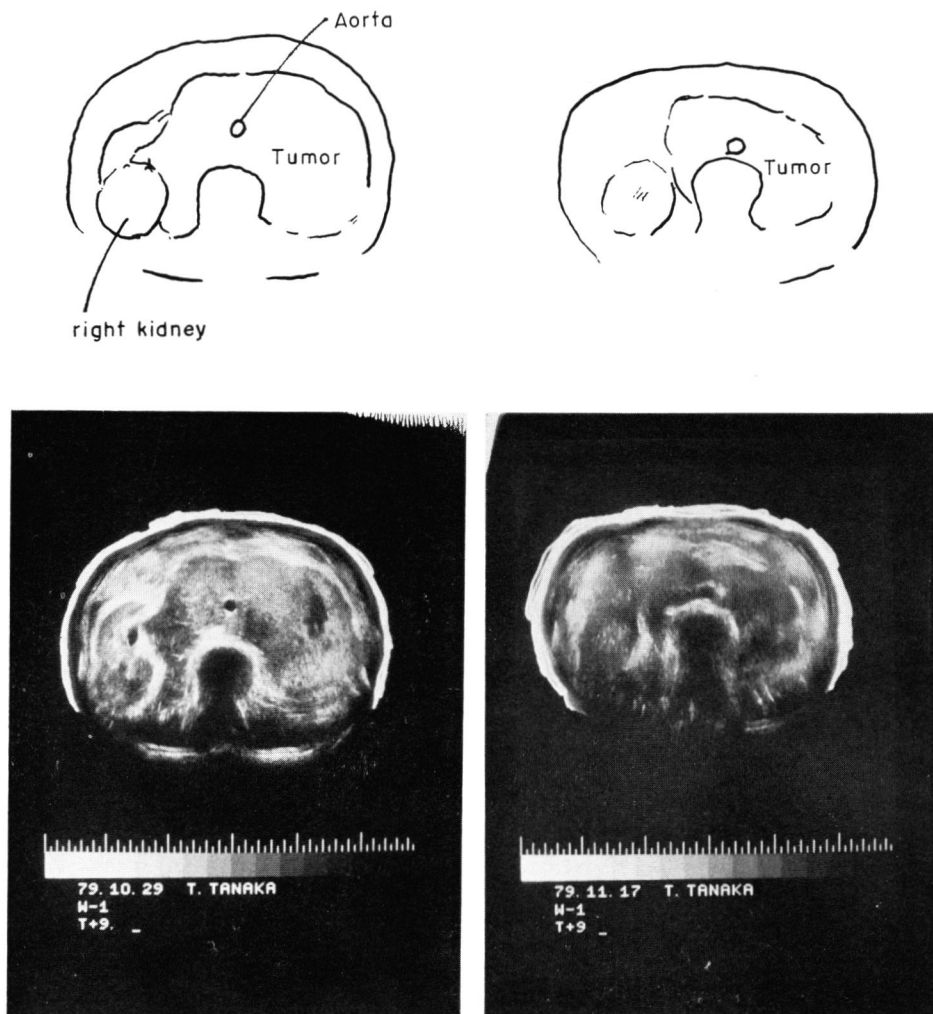 Aorta
Tumor
right kidney
Tumor
79. 10. 29 T. TANAKA
W-1
T+9. _
79. 11. 17 T. TANAKA
W-1
T+9 _